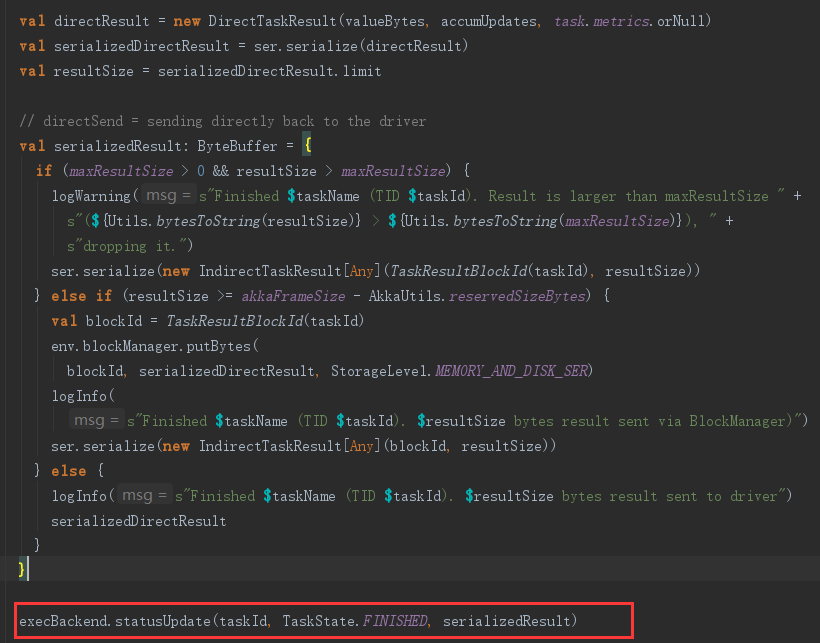 val directResult = new DirectTaskResult(valueBytes, accumUpdates, task.metrics.orNull)
val serializedDirectResult = ser.serialize(directResult)
val resultSize = serializedDirectResult.limit
// directSend = sending directly back to the driver
val serializedResult: ByteBuffer = {
if (maxResultSize > 0 && resultSize > maxResultSize) {
logWarning( msg = s"Finished $taskName (TID $taskId). Result is larger than maxResultSize " +
s"(${Utils.bytesToString(resultSize)} > ${Utils.bytesToString(maxResultSize)}), " +
s"dropping it.")
ser.serialize(new IndirectTaskResult[Any](TaskResultBlockId(taskId), resultSize))
} else if (resultSize >= akkaFrameSize - AkkaUtils.reservedSizeBytes) {
val blockId = TaskResultBlockId(taskId)
env.blockManager.putBytes(
blockId, serializedDirectResult, StorageLevel.MEMORY_AND_DISK_SER)
logInfo(
msg = s"Finished $taskName (TID $taskId). $resultSize bytes result sent via BlockManager)")
ser.serialize(new IndirectTaskResult[Any](blockId, resultSize))
} else {
logInfo( msg = s"Finished $taskName (TID $taskId). $resultSize bytes result sent to driver")
serializedDirectResult
}
}
execBackend.statusUpdate(taskId, TaskState.FINISHED, serializedResult)